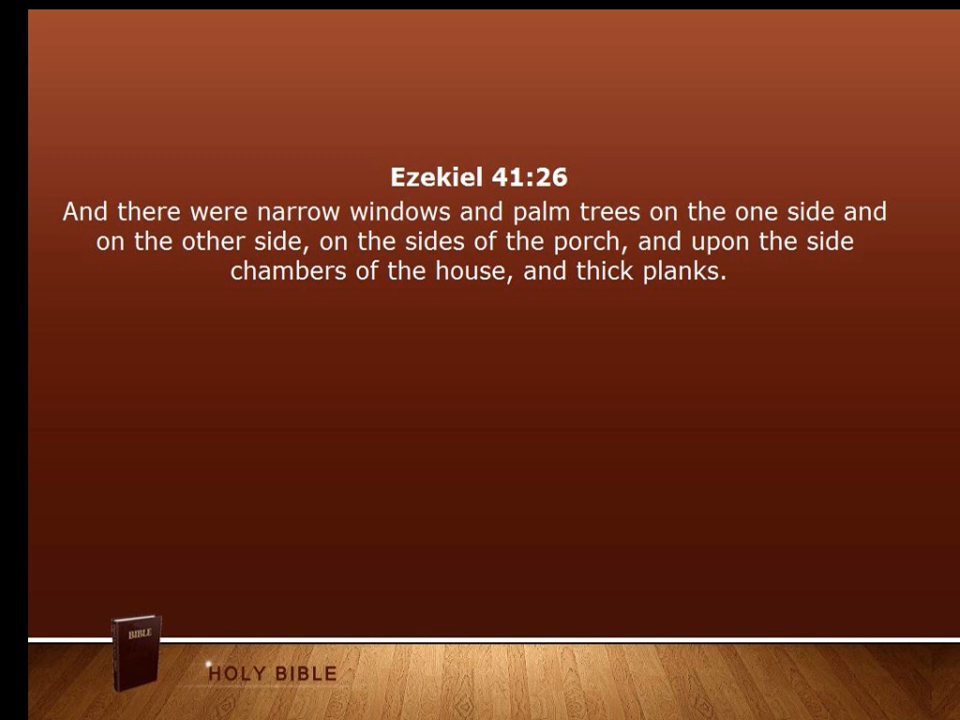 Ezekiel 41:26
And there were narrow windows and palm trees on the one side and
on the other side, on the sides of the porch, and upon the side
chambers of the house, and thick planks.
BIBLE
HOLY BIBLE